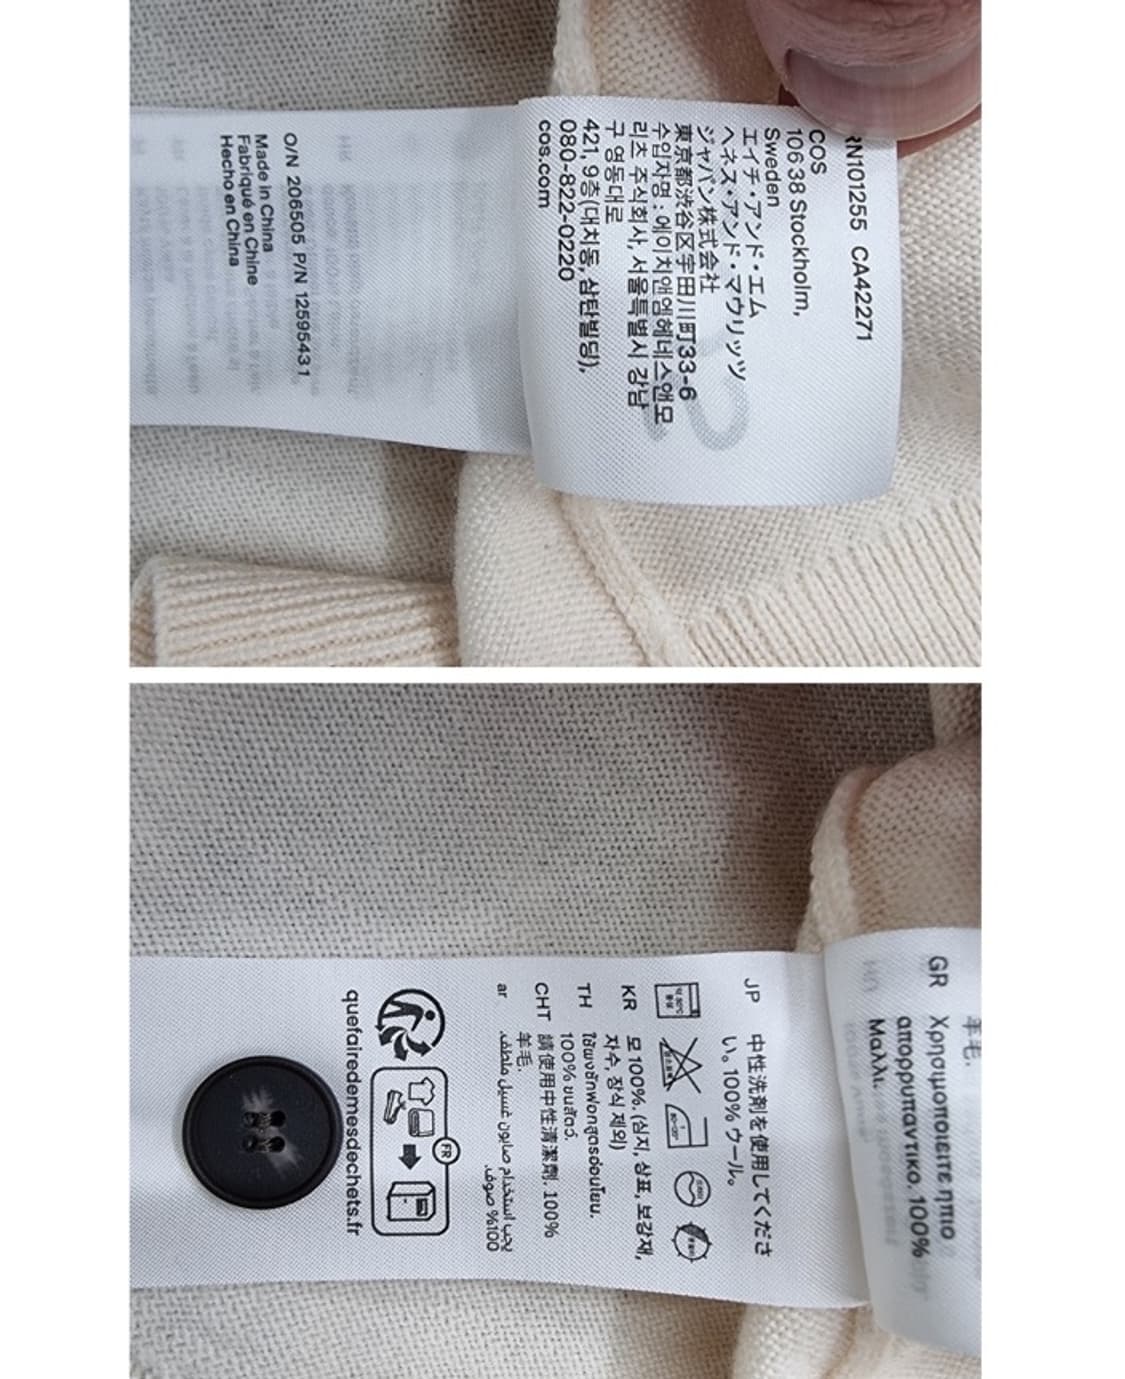 RN101255 CA42271
COS
106 38 Stockholm,
Sweden
エイチ・アンド・エム
ヘネス・アンド・マウリッツ
ジャパン株式会社
東京都渋谷区宇田川町33-6
수입자명 : 에이치앤엠헤네스앤모
리츠 주식회사, 서울특별시 강남
구 영동대로
421, 9층(대치동, 삼탄빌딩),
080-822-0220
cos.com
O/N 206505 P/N 12595431
Made in China
Fabriqué en Chine
Hecho en China
羊毛.
GR Χρησιμοποιείτε ήπιο
απορρυπαντικό. 100%
Μαλλί.
JP 中性洗剤を使用してくださ
い。100% ウール。
KR 모 100%. (심지, 상표, 보강재,
자수, 장식 제외)
TH ใช้ผงซักฟอกสูตรอ่อนโยน.
100% ขนสัตว์.
CHT 請使用中性清潔劑. 100%
羊毛.
ar يجب استخدام صابون غسيل ملطف.
100% صوف.
FR
quefairedemesdechets.fr